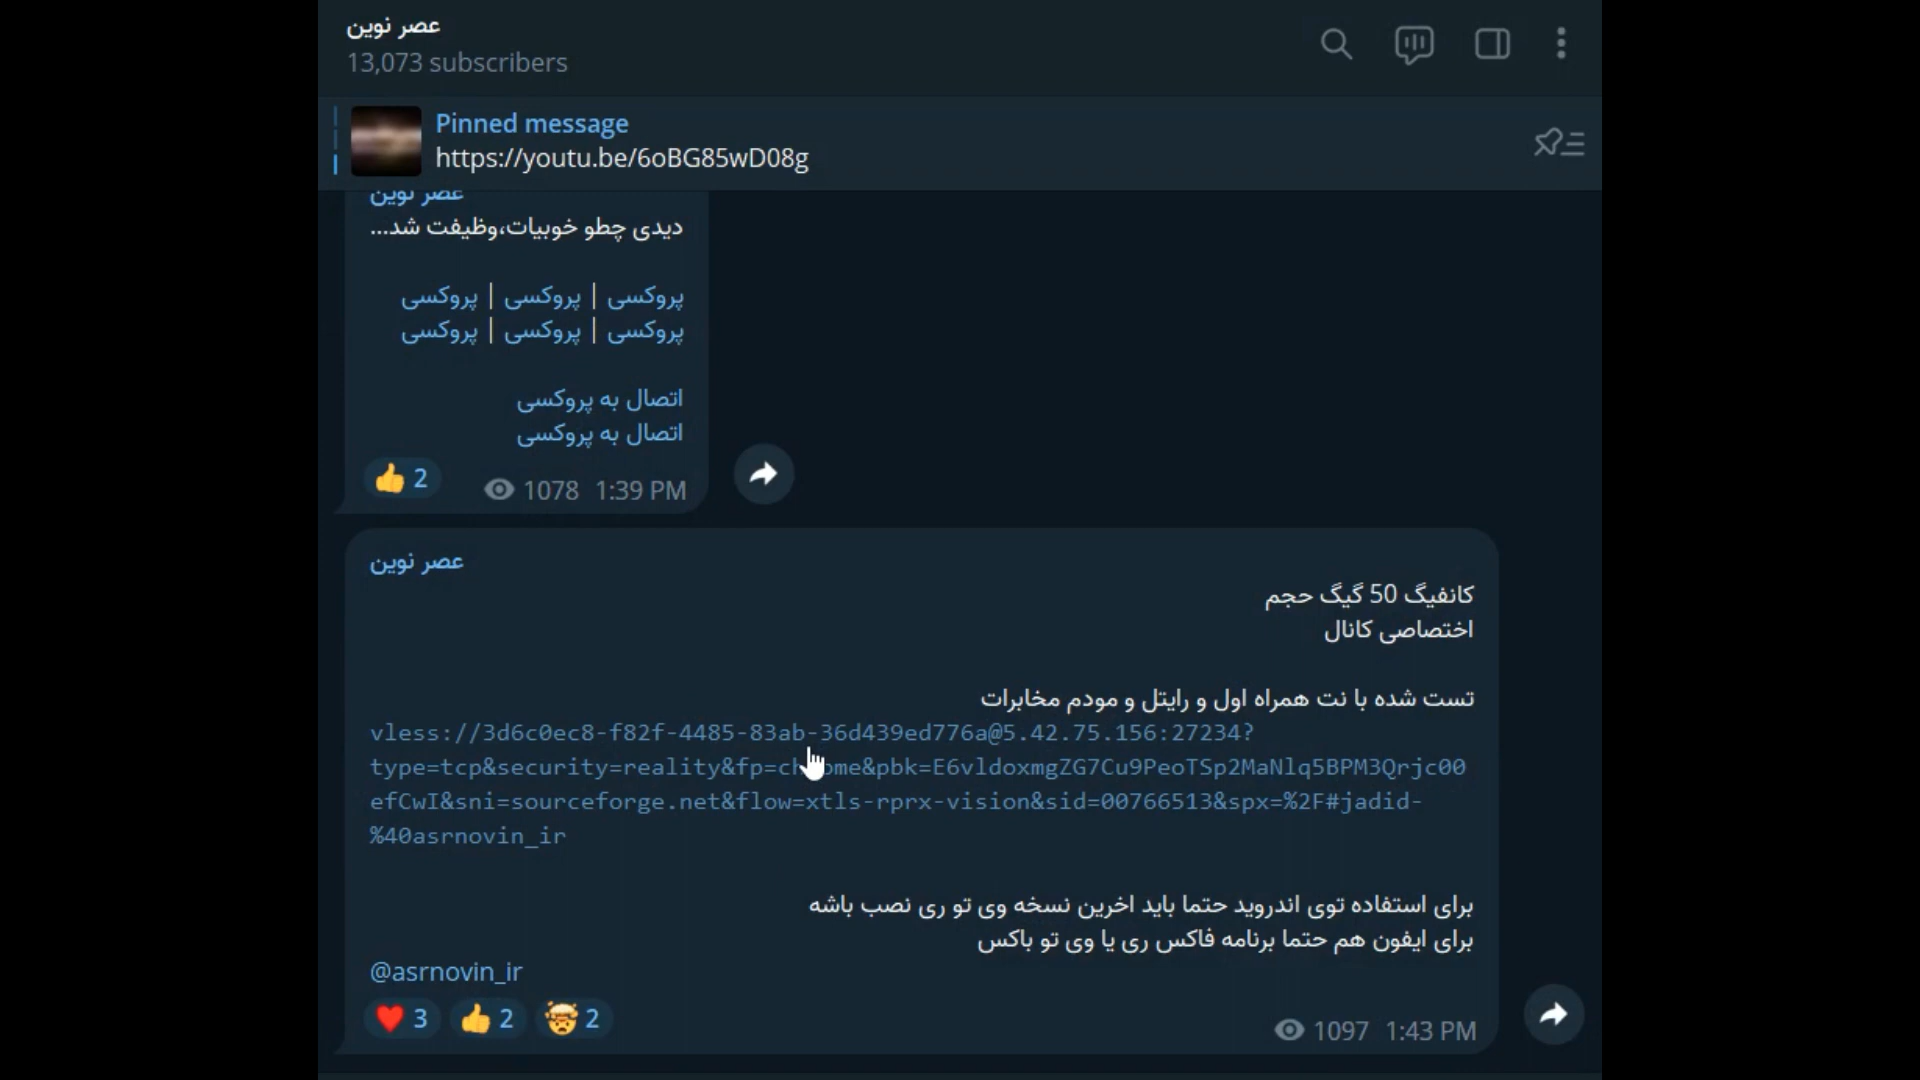 عصر نوین
13,073 subscribers
Pinned message
https://youtu.be/6oBG85wD08g
عصر نوین
دیدی چطو خوبیات،وظیفت شد...
پروکسی | پروکسی | پروکسی
پروکسی | پروکسی | پروکسی
اتصال به پروکسی
اتصال به پروکسی
2
1078 1:39 PM
عصر نوین
کانفیگ 50 گیگ حجم
اختصاصی کانال
تست شده با نت همراه اول و رایتل و مودم مخابرات
vless://3d6c0ec8-f82f-4485-83ab-36d439ed776a@5.42.75.156:27234?
type=tcp&security=reality&fp=chrome&pbk=E6vldoxmgZG7Cu9PeoTSp2MaNlq5BPM3Qrjc00
efCwI&sni=sourceforge.net&flow=xtls-rprx-vision&sid=00766513&spx=%2F#jadid-
%40asrnovin_ir
برای استفاده توی اندروید حتما باید اخرین نسخه وی تو ری نصب باشه
برای ایفون هم حتما برنامه فاکس ری یا وی تو باکس
@asrnovin_ir
3 2 2
1097 1:43 PM